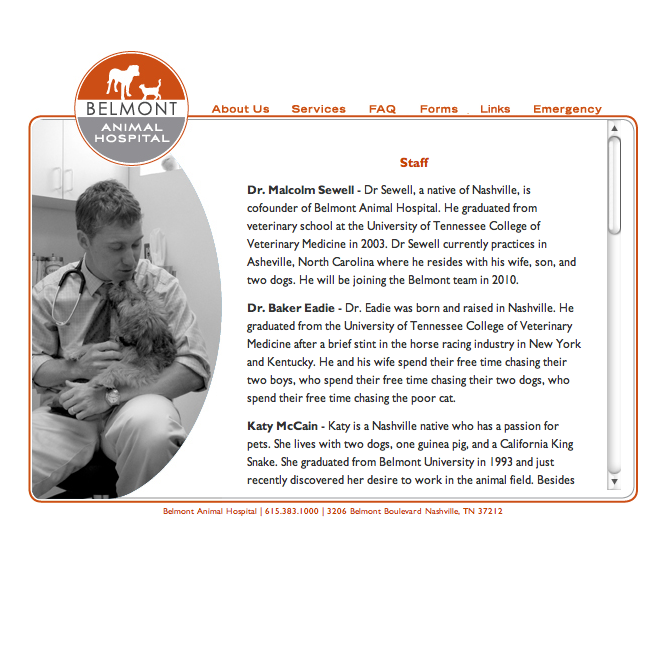 BELMONT
ANIMAL
HOSPITAL
About Us Services FAQ Forms Links Emergency
Staff
Dr. Malcolm Sewell - Dr Sewell, a native of Nashville, is
cofounder of Belmont Animal Hospital. He graduated from
veterinary school at the University of Tennessee College of
Veterinary Medicine in 2003. Dr Sewell currently practices in
Asheville, North Carolina where he resides with his wife, son, and
two dogs. He will be joining the Belmont team in 2010.
Dr. Baker Eadie - Dr. Eadie was born and raised in Nashville. He
graduated from the University of Tennessee College of Veterinary
Medicine after a brief stint in the horse racing industry in New York
and Kentucky. He and his wife spend their free time chasing their
two boys, who spend their free time chasing their two dogs, who
spend their free time chasing the poor cat.
Katy McCain - Katy is a Nashville native who has a passion for
pets. She lives with two dogs, one guinea pig, and a California King
Snake. She graduated from Belmont University in 1993 and just
recently discovered her desire to work in the animal field. Besides
Belmont Animal Hospital | 615.383.1000 | 3206 Belmont Boulevard Nashville, TN 37212